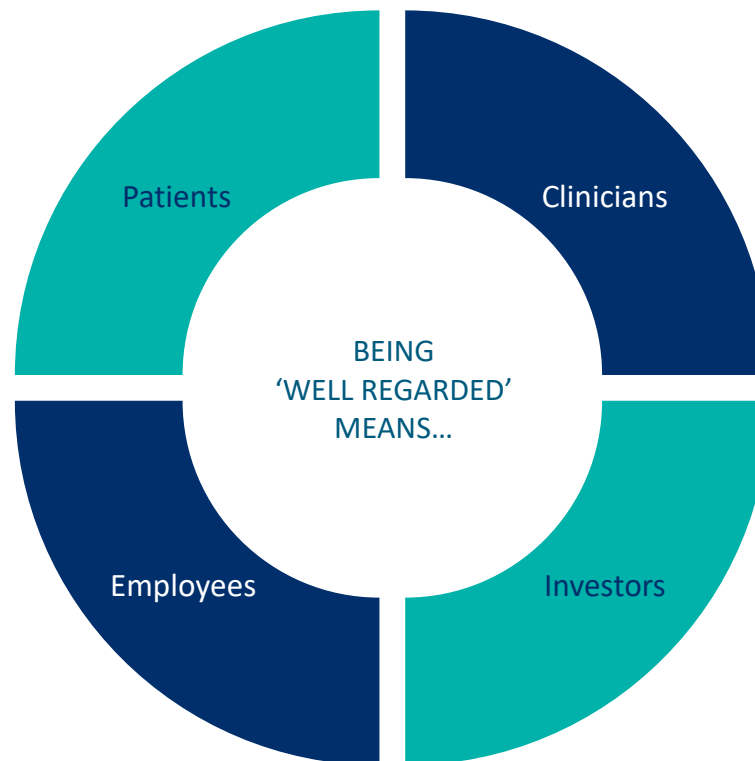 Patients
Clinicians
BEING
‘WELL REGARDED’
MEANS…
Employees
Investors